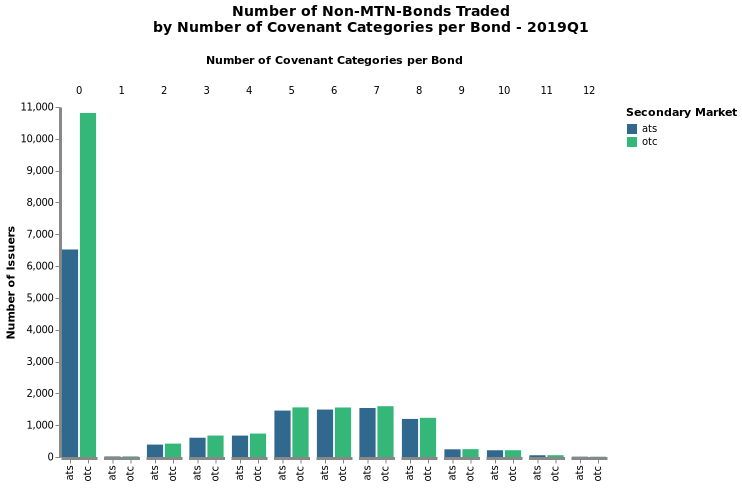 Number of Non-MTN-Bonds Traded
by Number of Covenant Categories per Bond - 2019Q1
Number of Covenant Categories per Bond
0 1 2 3 4 5 6 7 8 9 10 11 12
Secondary Market
ats
otc
Number of Issuers
11,000
10,000
9,000
8,000
7,000
6,000
5,000
4,000
3,000
2,000
1,000
0
ats otc ats otc ats otc ats otc ats otc ats otc ats otc ats otc ats otc ats otc ats otc ats otc ats otc